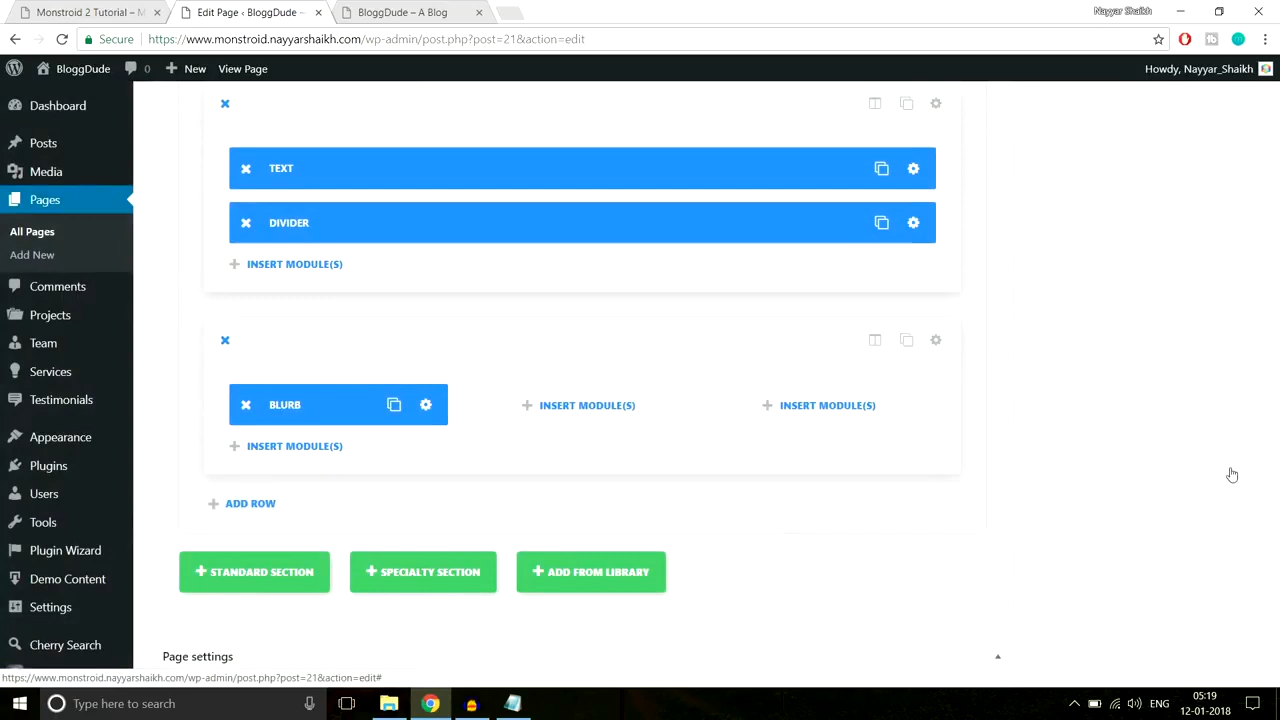 Monstroid 2 Tutorial – M
Edit Page ‹ BloggDude –
BloggDude – A Blog
Nayyar Shaikh
Secure
https://www.monstroid.nayyarshaikh.com/wp-admin/post.php?post=21&action=edit
BloggDude
0
New
View Page
Howdy, Nayyar_Shaikh
Dashboard
Posts
Media
Pages
All Pages
Add New
Comments
Projects
Team
Services
Testimonials
Appearance
Plugins
Users
Tools
Plugin Wizard
Demo Content
Settings
Cherry Search
TEXT
DIVIDER
INSERT MODULE(S)
BLURB
INSERT MODULE(S)
INSERT MODULE(S)
INSERT MODULE(S)
ADD ROW
STANDARD SECTION
SPECIALTY SECTION
ADD FROM LIBRARY
Page settings
https://www.monstroid.nayyarshaikh.com/wp-admin/post.php?post=21&action=edit#
Type here to search
ENG
05:19
12-01-2018